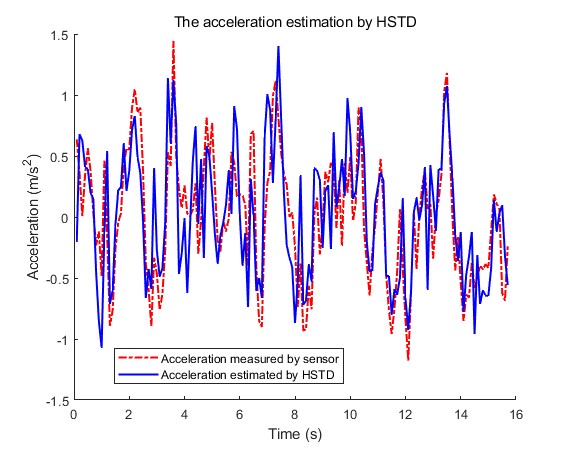 The acceleration estimation by HSTD
1.5
1
0.5
0
-0.5
-1
-1.5
Acceleration (m/s²)
Acceleration measured by sensor
Acceleration estimated by HSTD
0 2 4 6 8 10 12 14 16
Time (s)